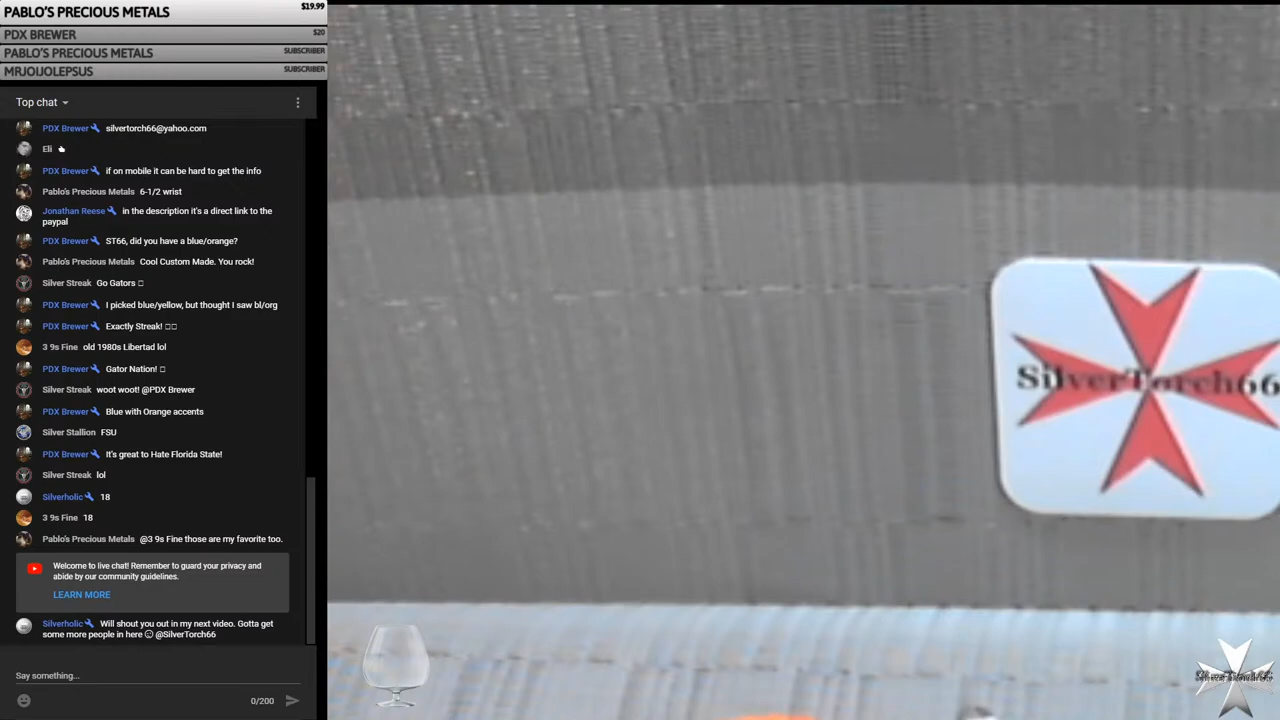 PABLO'S PRECIOUS METALS $19.99
PDX BREWER $20
PABLO'S PRECIOUS METALS SUBSCRIBER
MRJOIJOLEPSUS SUBSCRIBER
Top chat
PDX Brewer silvertorch66@yahoo.com
Eli
PDX Brewer if on mobile it can be hard to get the info
Pablo's Precious Metals 6-1/2 wrist
Jonathan Reese in the description it's a direct link to the
paypal
PDX Brewer ST66, did you have a blue/orange?
Pablo's Precious Metals Cool Custom Made. You rock!
Silver Streak Go Gators
PDX Brewer I picked blue/yellow, but thought I saw bl/org
PDX Brewer Exactly Streak!
3 9s Fine old 1980s Libertad lol
PDX Brewer Gator Nation!
Silver Streak woot woot! @PDX Brewer
PDX Brewer Blue with Orange accents
Silver Stallion FSU
PDX Brewer It's great to Hate Florida State!
Silver Streak lol
Silverholic 18
3 9s Fine 18
Pablo's Precious Metals @3 9s Fine those are my favorite too.
Welcome to live chat! Remember to guard your privacy and
abide by our community guidelines.
LEARN MORE
Silverholic Will shout you out in my next video. Gotta get
some more people in here @SilverTorch66
Say something...
0/200
SilverTorch66
SilverTorch66